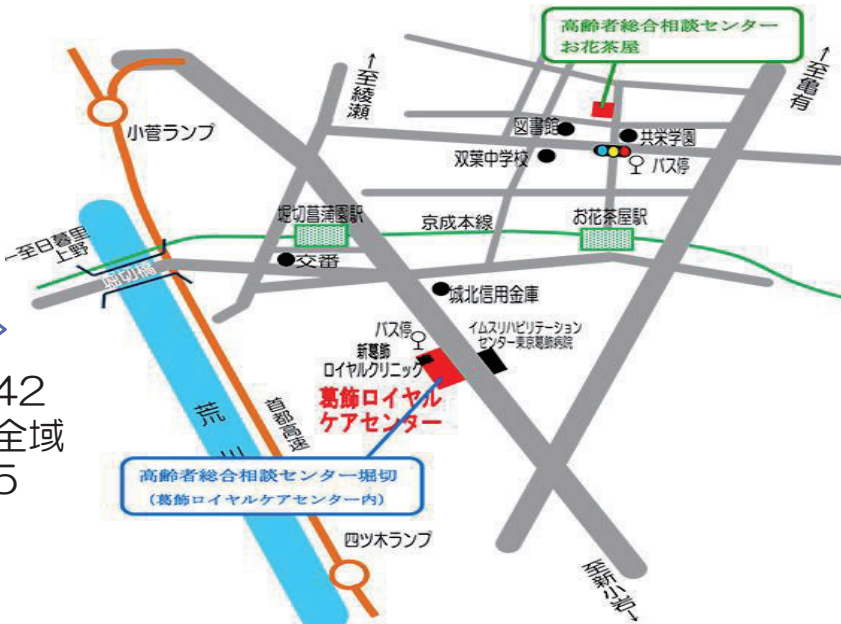 高齢者総合相談センター
お花茶屋
↑至亀有
↑至綾瀬
小菅ランプ
図書館
共栄学園
双葉中学校
バス停
堀切菖蒲園駅
京成本線
お花茶屋駅
←至日暮里
上野
堀切橋
交番
城北信用金庫
バス停
イムスリハビリテーション
センター東京葛飾病院
新葛飾
ロイヤルクリニック
葛飾ロイヤル
ケアセンター
42
全域
5
荒川
首都高速
高齢者総合相談センター堀切
(葛飾ロイヤルケアセンター内)
四ツ木ランプ
至新小岩↓